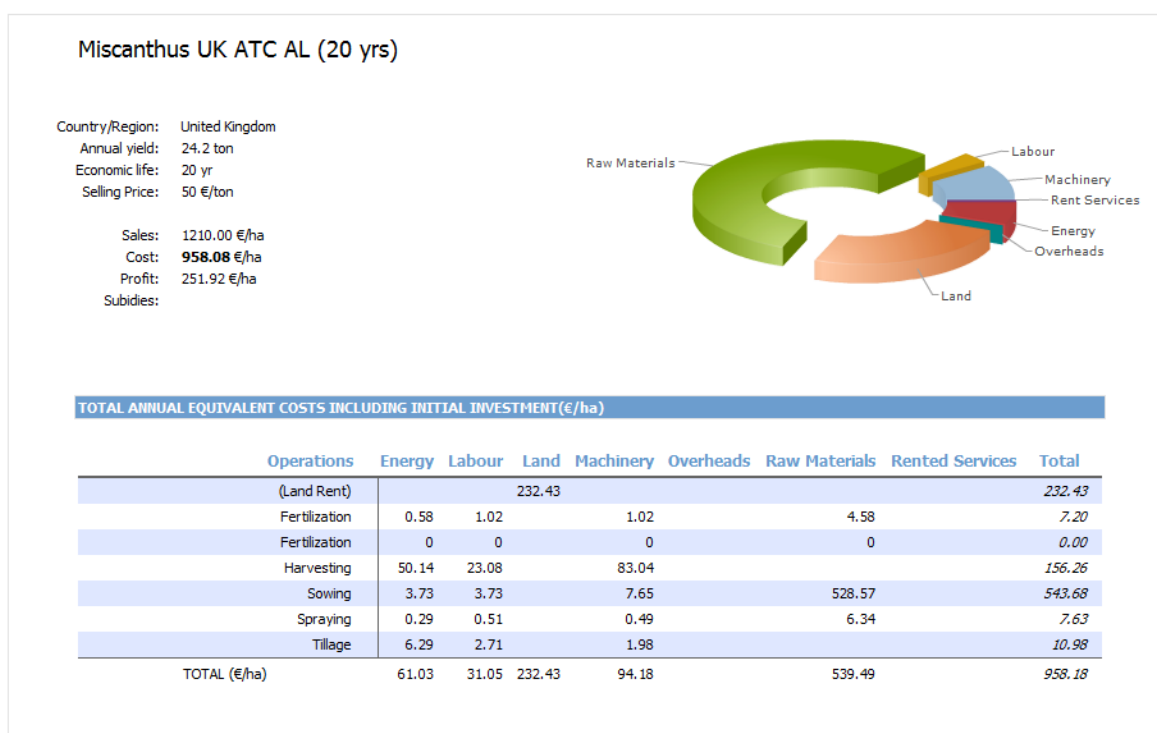 Miscanthus UK ATC AL (20 yrs)
Country/Region: United Kingdom
Annual yield: 24.2 ton
Economic life: 20 yr
Selling Price: 50 €/ton
Sales: 1210.00 €/ha
Cost: 958.08 €/ha
Profit: 251.92 €/ha
Subidies:
Raw Materials
Labour
Machinery
Rent Services
Energy
Overheads
Land
TOTAL ANNUAL EQUIVALENT COSTS INCLUDING INITIAL INVESTMENT(€/ha)
Operations Energy Labour Land Machinery Overheads Raw Materials Rented Services Total
(Land Rent) 232.43 232.43
Fertilization 0.58 1.02 1.02 4.58 7.20
Fertilization 0 0 0 0 0.00
Harvesting 50.14 23.08 83.04 156.26
Sowing 3.73 3.73 7.65 528.57 543.68
Spraying 0.29 0.51 0.49 6.34 7.63
Tillage 6.29 2.71 1.98 10.98
TOTAL (€/ha) 61.03 31.05 232.43 94.18 539.49 958.18